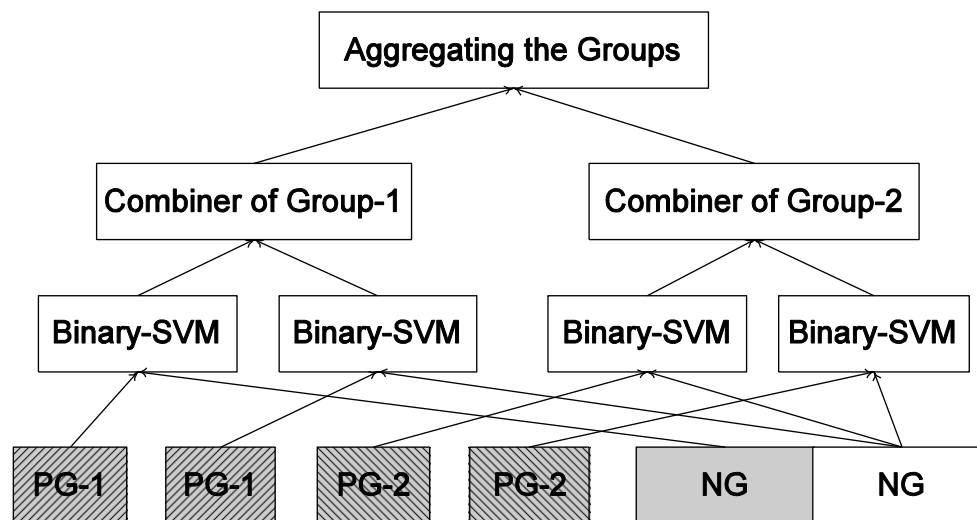 Aggregating the Groups
Combiner of Group-1
Combiner of Group-2
Binary-SVM
Binary-SVM
Binary-SVM
Binary-SVM
PG-1
PG-1
PG-2
PG-2
NG
NG